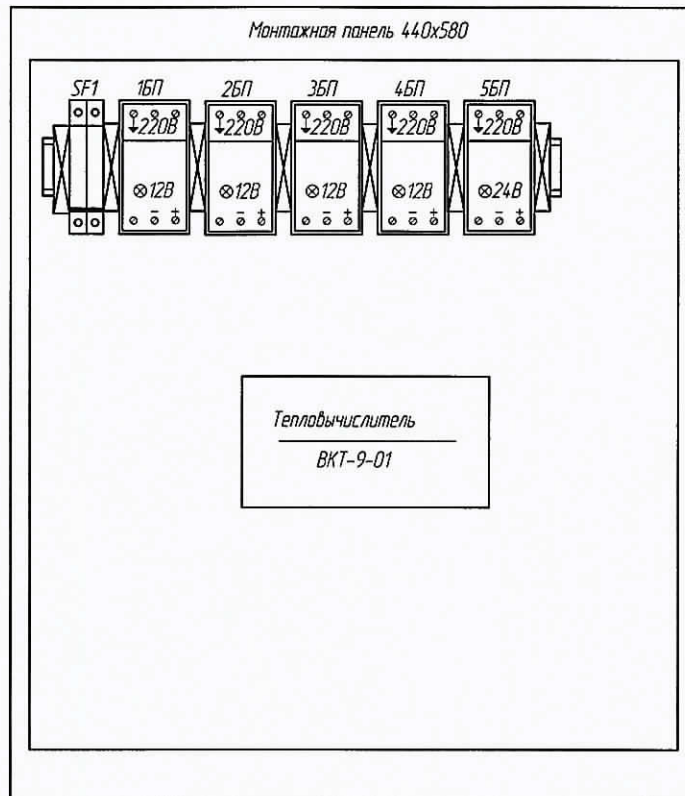 Монтажная панель 440х580
SF1 1БП 2БП 3БП 4БП 5БП
220В 220В 220В 220В 220В
12В 12В 12В 12В 24В
− + − + − + − + − +
Тепловычислитель
ВКТ-9-01